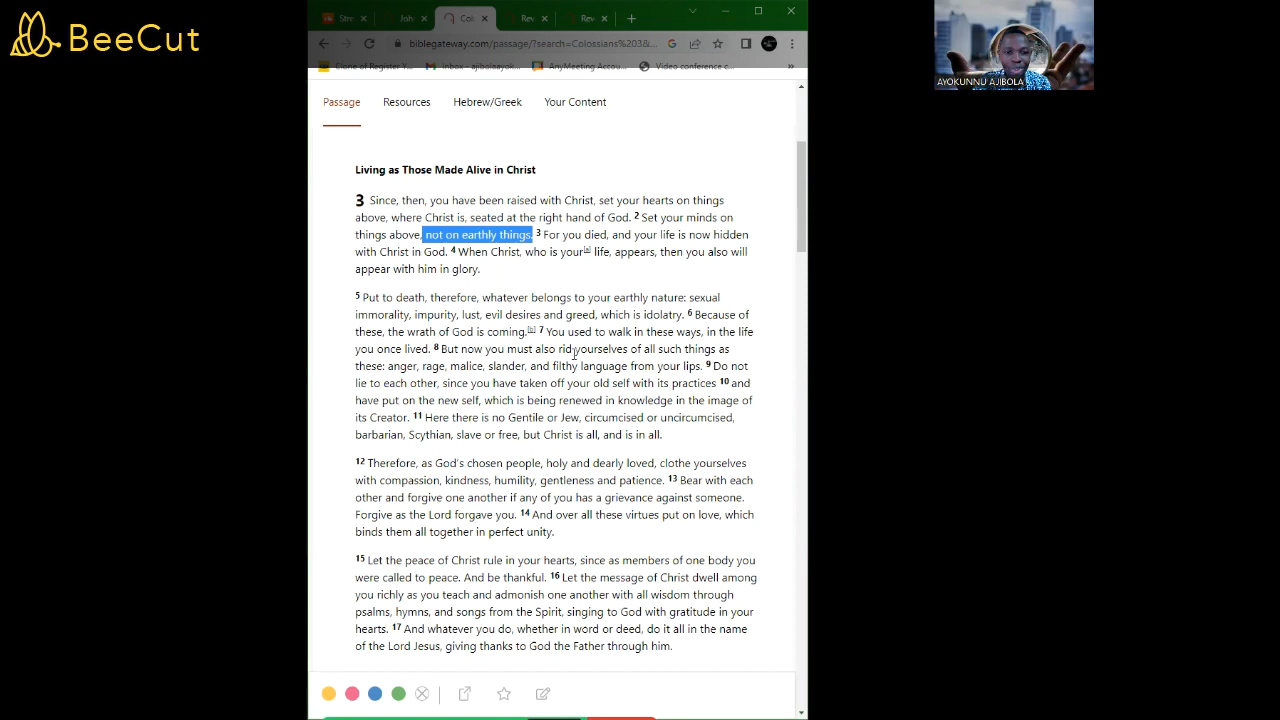 BeeCut
Stre
John
Col
Rev
Rev
biblegateway.com/passage/?search=Colossians%203&...
Clone of Register Y...
Inbox - ajibolaayok...
AnyMeeting Accou...
Video conference c...
»
AYOKUNNU AJIBOLA
Passage
Resources
Hebrew/Greek
Your Content
Living as Those Made Alive in Christ
3 Since, then, you have been raised with Christ, set your hearts on things
above, where Christ is, seated at the right hand of God. 2 Set your minds on
things above, not on earthly things. 3 For you died, and your life is now hidden
with Christ in God. 4 When Christ, who is your[a] life, appears, then you also will
appear with him in glory.
5 Put to death, therefore, whatever belongs to your earthly nature: sexual
immorality, impurity, lust, evil desires and greed, which is idolatry. 6 Because of
these, the wrath of God is coming.[b] 7 You used to walk in these ways, in the life
you once lived. 8 But now you must also rid yourselves of all such things as
these: anger, rage, malice, slander, and filthy language from your lips. 9 Do not
lie to each other, since you have taken off your old self with its practices 10 and
have put on the new self, which is being renewed in knowledge in the image of
its Creator. 11 Here there is no Gentile or Jew, circumcised or uncircumcised,
barbarian, Scythian, slave or free, but Christ is all, and is in all.
12 Therefore, as God's chosen people, holy and dearly loved, clothe yourselves
with compassion, kindness, humility, gentleness and patience. 13 Bear with each
other and forgive one another if any of you has a grievance against someone.
Forgive as the Lord forgave you. 14 And over all these virtues put on love, which
binds them all together in perfect unity.
15 Let the peace of Christ rule in your hearts, since as members of one body you
were called to peace. And be thankful. 16 Let the message of Christ dwell among
you richly as you teach and admonish one another with all wisdom through
psalms, hymns, and songs from the Spirit, singing to God with gratitude in your
hearts. 17 And whatever you do, whether in word or deed, do it all in the name
of the Lord Jesus, giving thanks to God the Father through him.